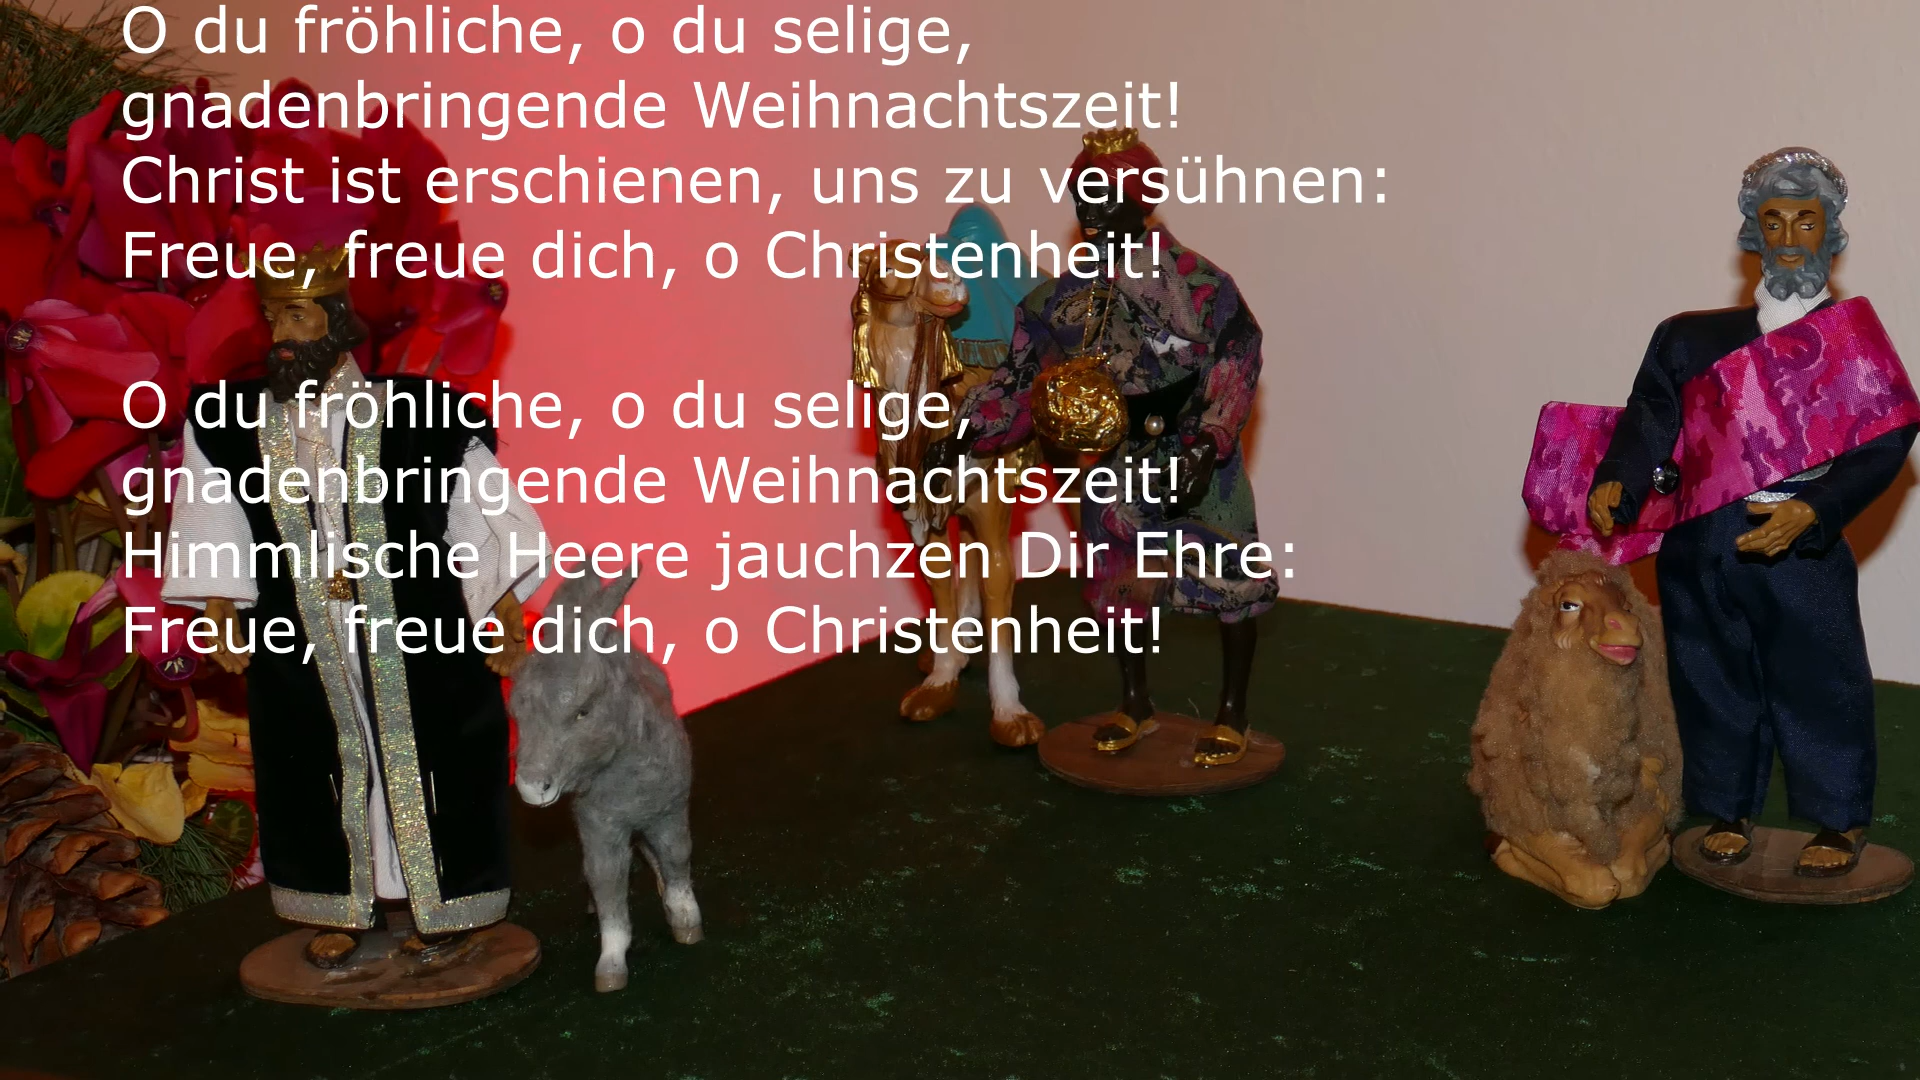 O du fröhliche, o du selige,
gnadenbringende Weihnachtszeit!
Christ ist erschienen, uns zu versühnen:
Freue, freue dich, o Christenheit!

O du fröhliche, o du selige,
gnadenbringende Weihnachtszeit!
Himmlische Heere jauchzen Dir Ehre:
Freue, freue dich, o Christenheit!